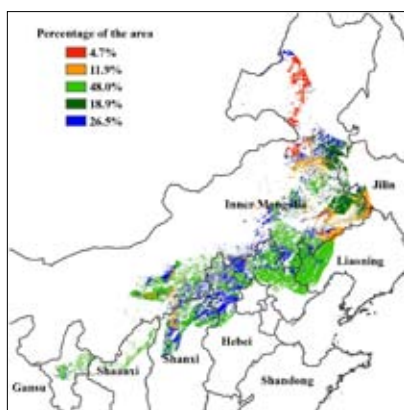 Percentage of the area
4.7%
11.9%
48.0%
18.9%
26.5%
Jilin
Inner Mongolia
Liaoning
Hebei
Shanxi
Shaanxi
Gansu
Shandong